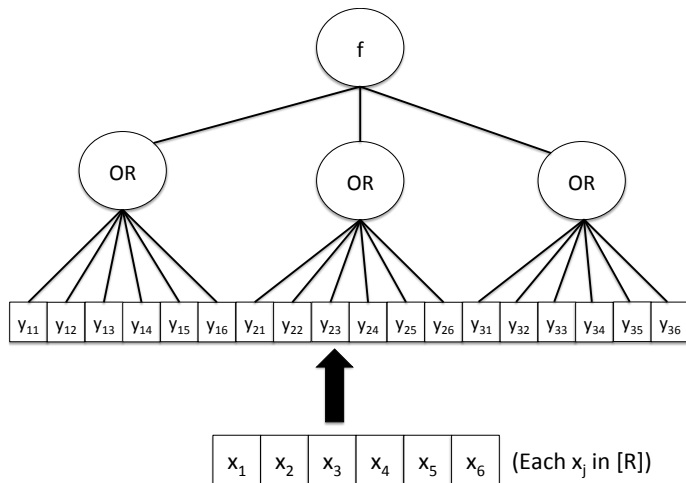 f
OR OR OR
y₁₁ y₁₂ y₁₃ y₁₄ y₁₅ y₁₆ y₂₁ y₂₂ y₂₃ y₂₄ y₂₅ y₂₆ y₃₁ y₃₂ y₃₃ y₃₄ y₃₅ y₃₆
x₁ x₂ x₃ x₄ x₅ x₆ (Each xⱼ in [R])